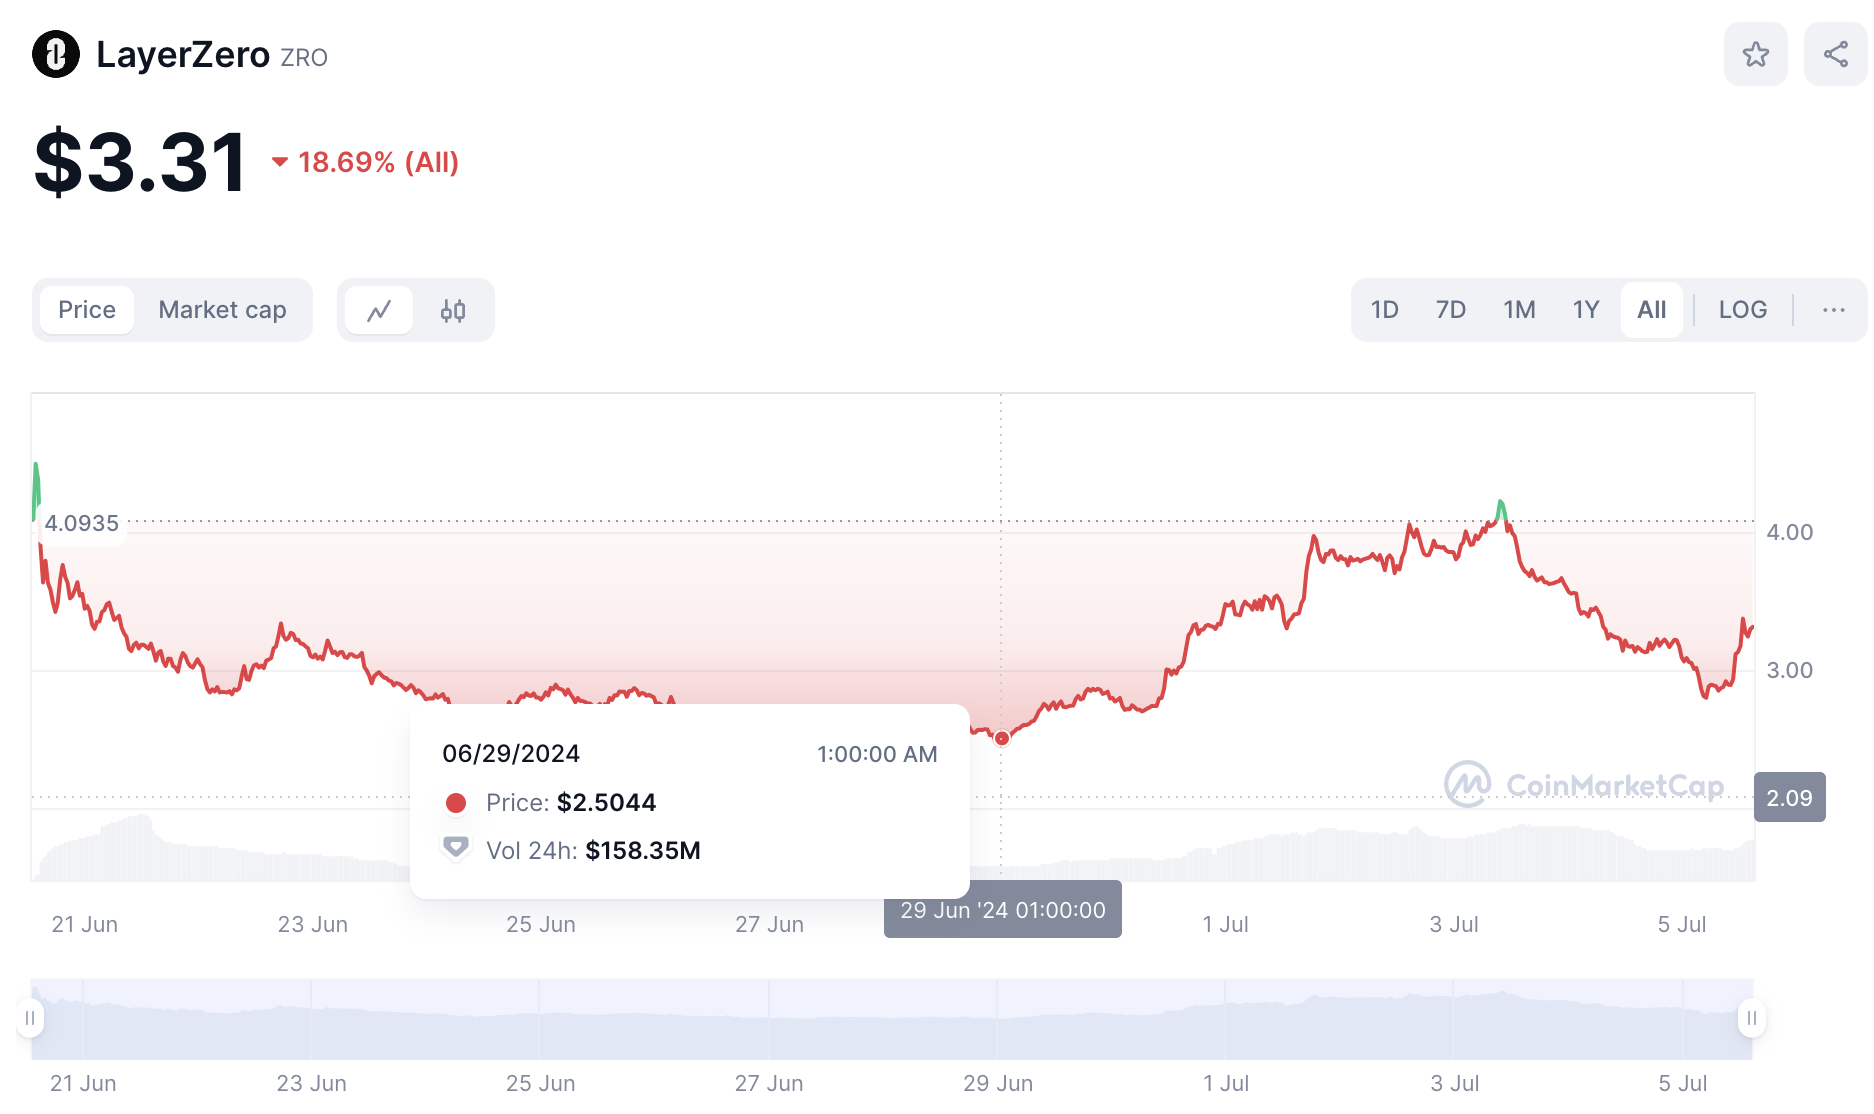 LayerZero ZRO
$3.31 18.69% (All)
Price Market cap 1D 7D 1M 1Y All LOG ...
4.0935
4.00
3.00
06/29/2024 1:00:00 AM
Price: $2.5044
Vol 24h: $158.35M
CoinMarketCap
2.09
29 Jun '24 01:00:00
21 Jun 23 Jun 25 Jun 27 Jun 1 Jul 3 Jul 5 Jul
21 Jun 23 Jun 25 Jun 27 Jun 29 Jun 1 Jul 3 Jul 5 Jul